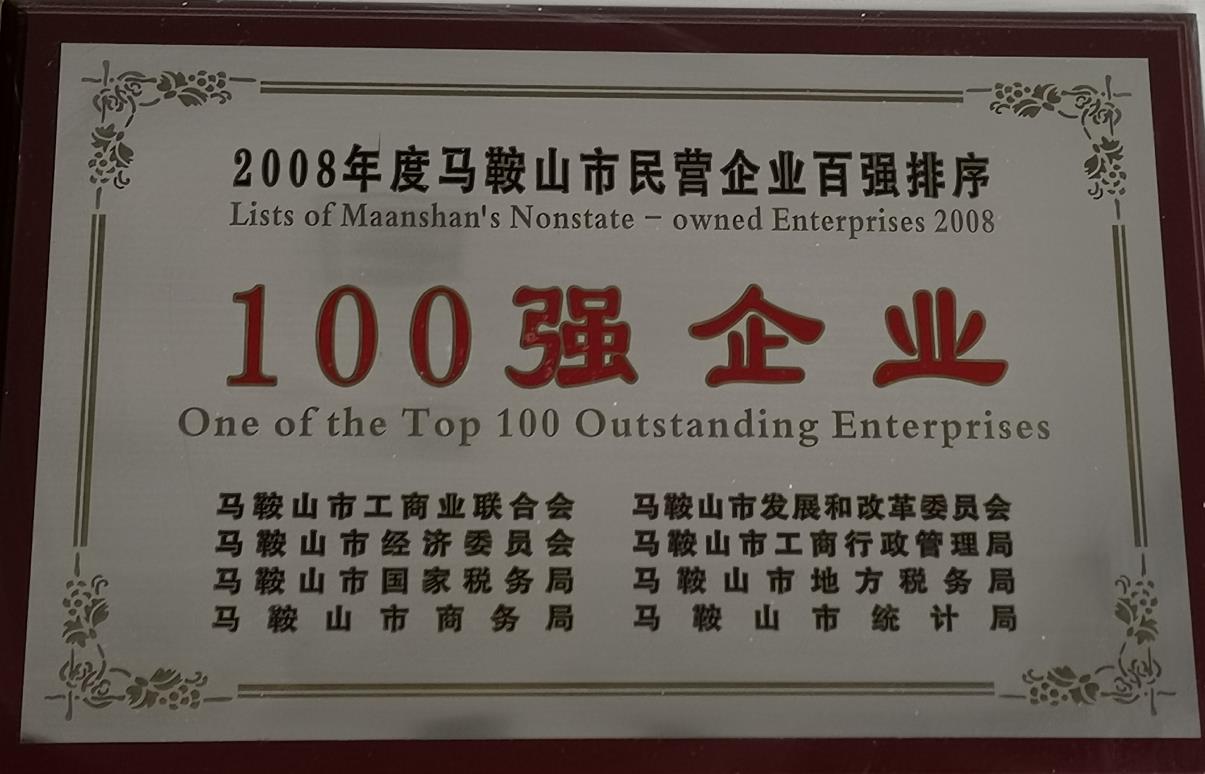 2008年度马鞍山市民营企业百强排序
Lists of Maanshan's Nonstate - owned Enterprises 2008
100强企业
One of the Top 100 Outstanding Enterprises
马鞍山市工商业联合会 马鞍山市发展和改革委员会
马鞍山市经济委员会 马鞍山市工商行政管理局
马鞍山市国家税务局 马鞍山市地方税务局
马鞍山市商务局 马鞍山市统计局